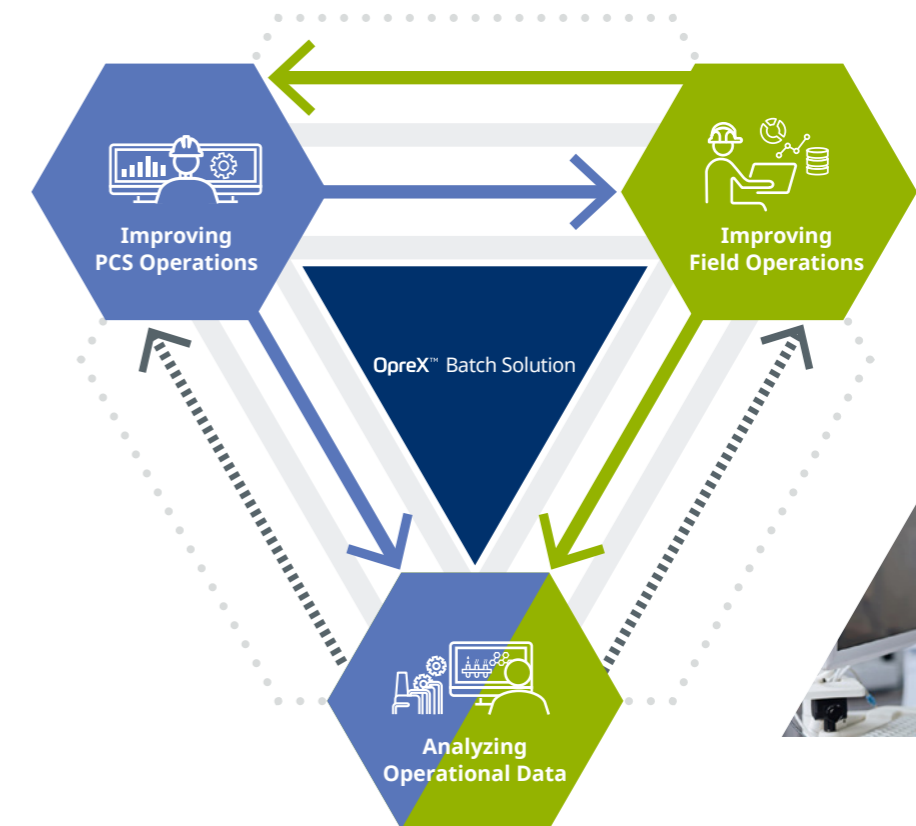 Improving
PCS Operations
Improving
Field Operations
OpreX™ Batch Solution
Analyzing
Operational Data